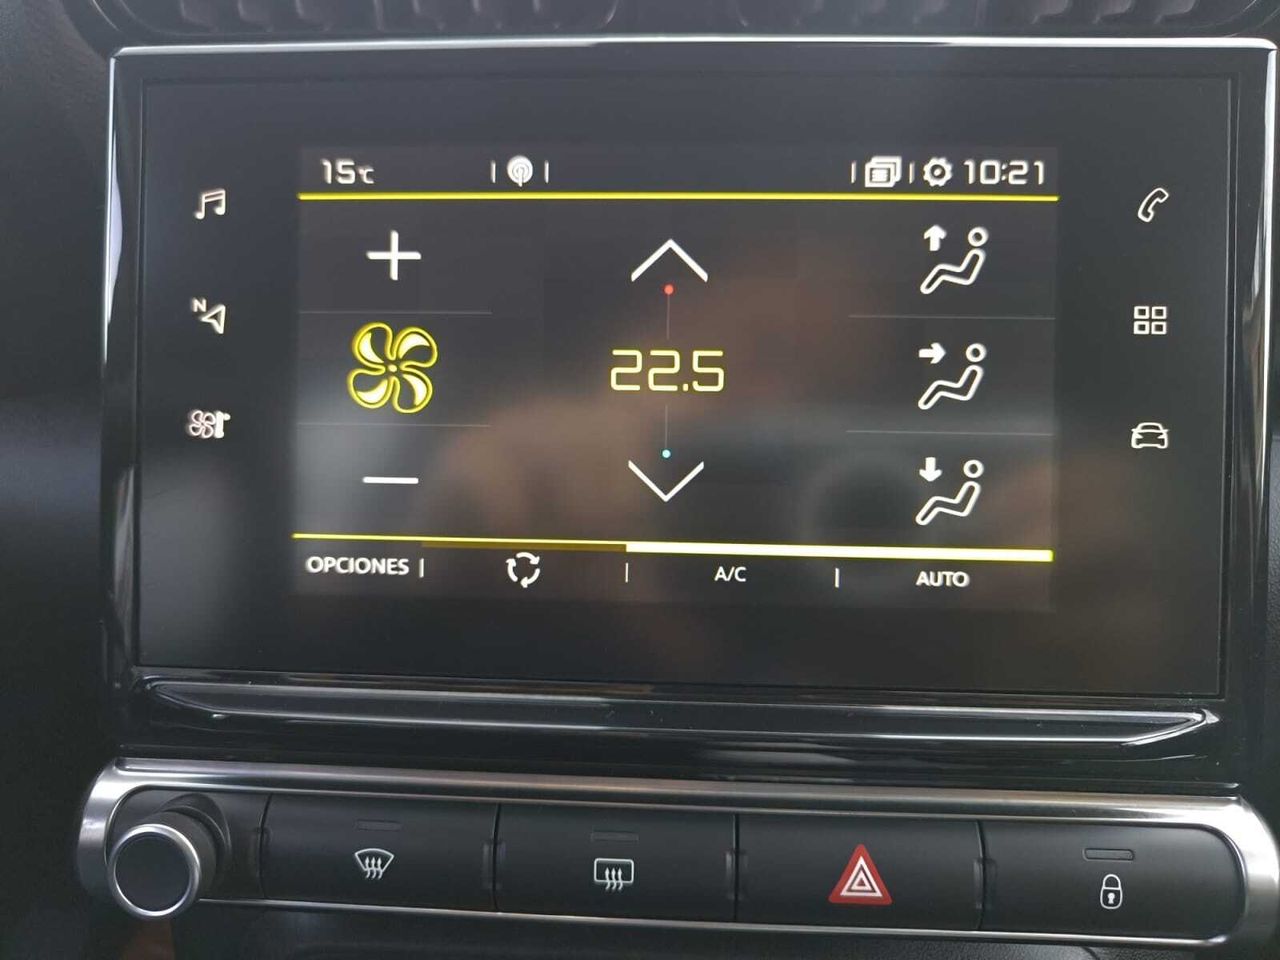 15℃ 10:21
N
22.5
OPCIONES A/C AUTO